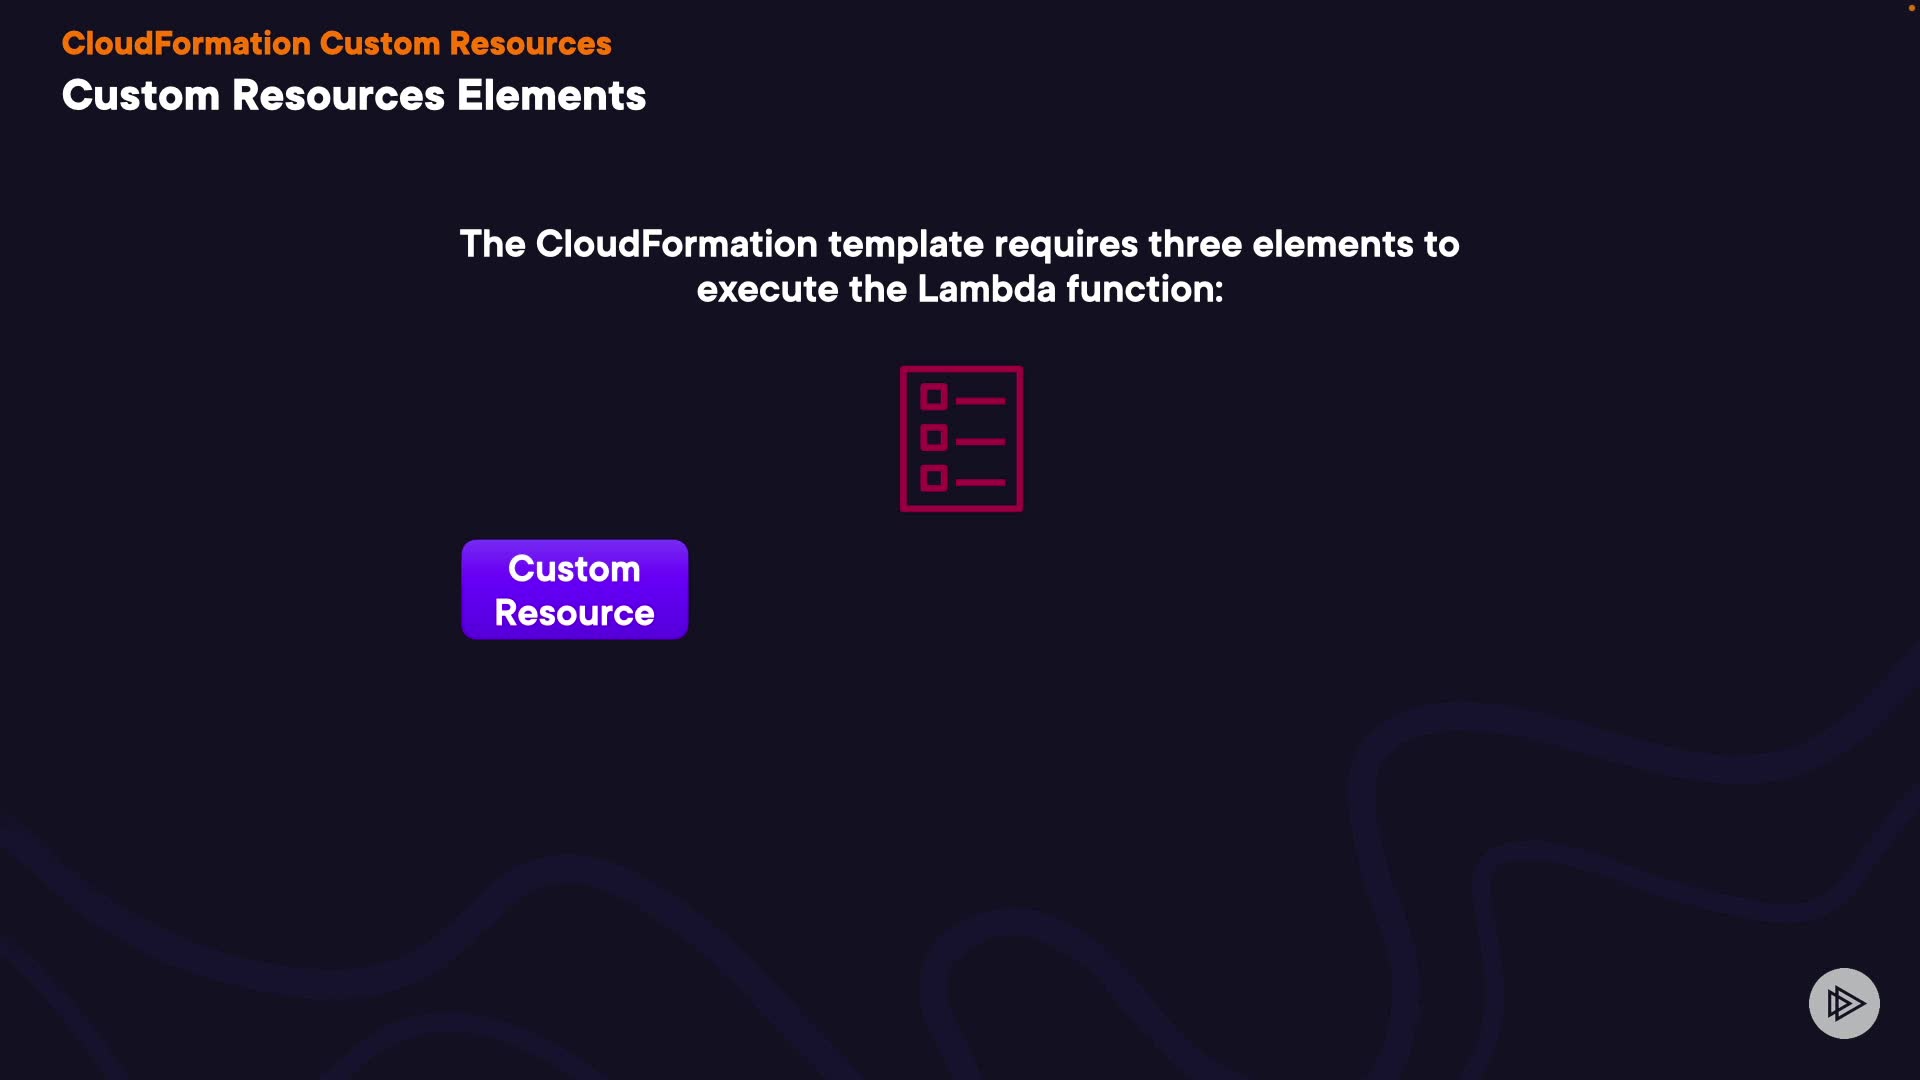 CloudFormation Custom Resources
Custom Resources Elements
The CloudFormation template requires three elements to
execute the Lambda function:
Custom
Resource